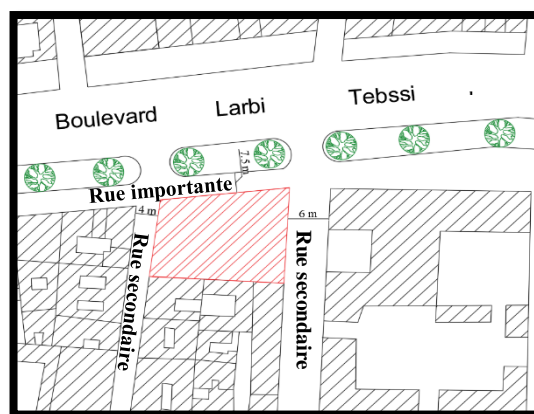 Boulevard Larbi Tebssi
7,5 m
Rue importante
4 m
6 m
Rue secondaire
Rue secondaire